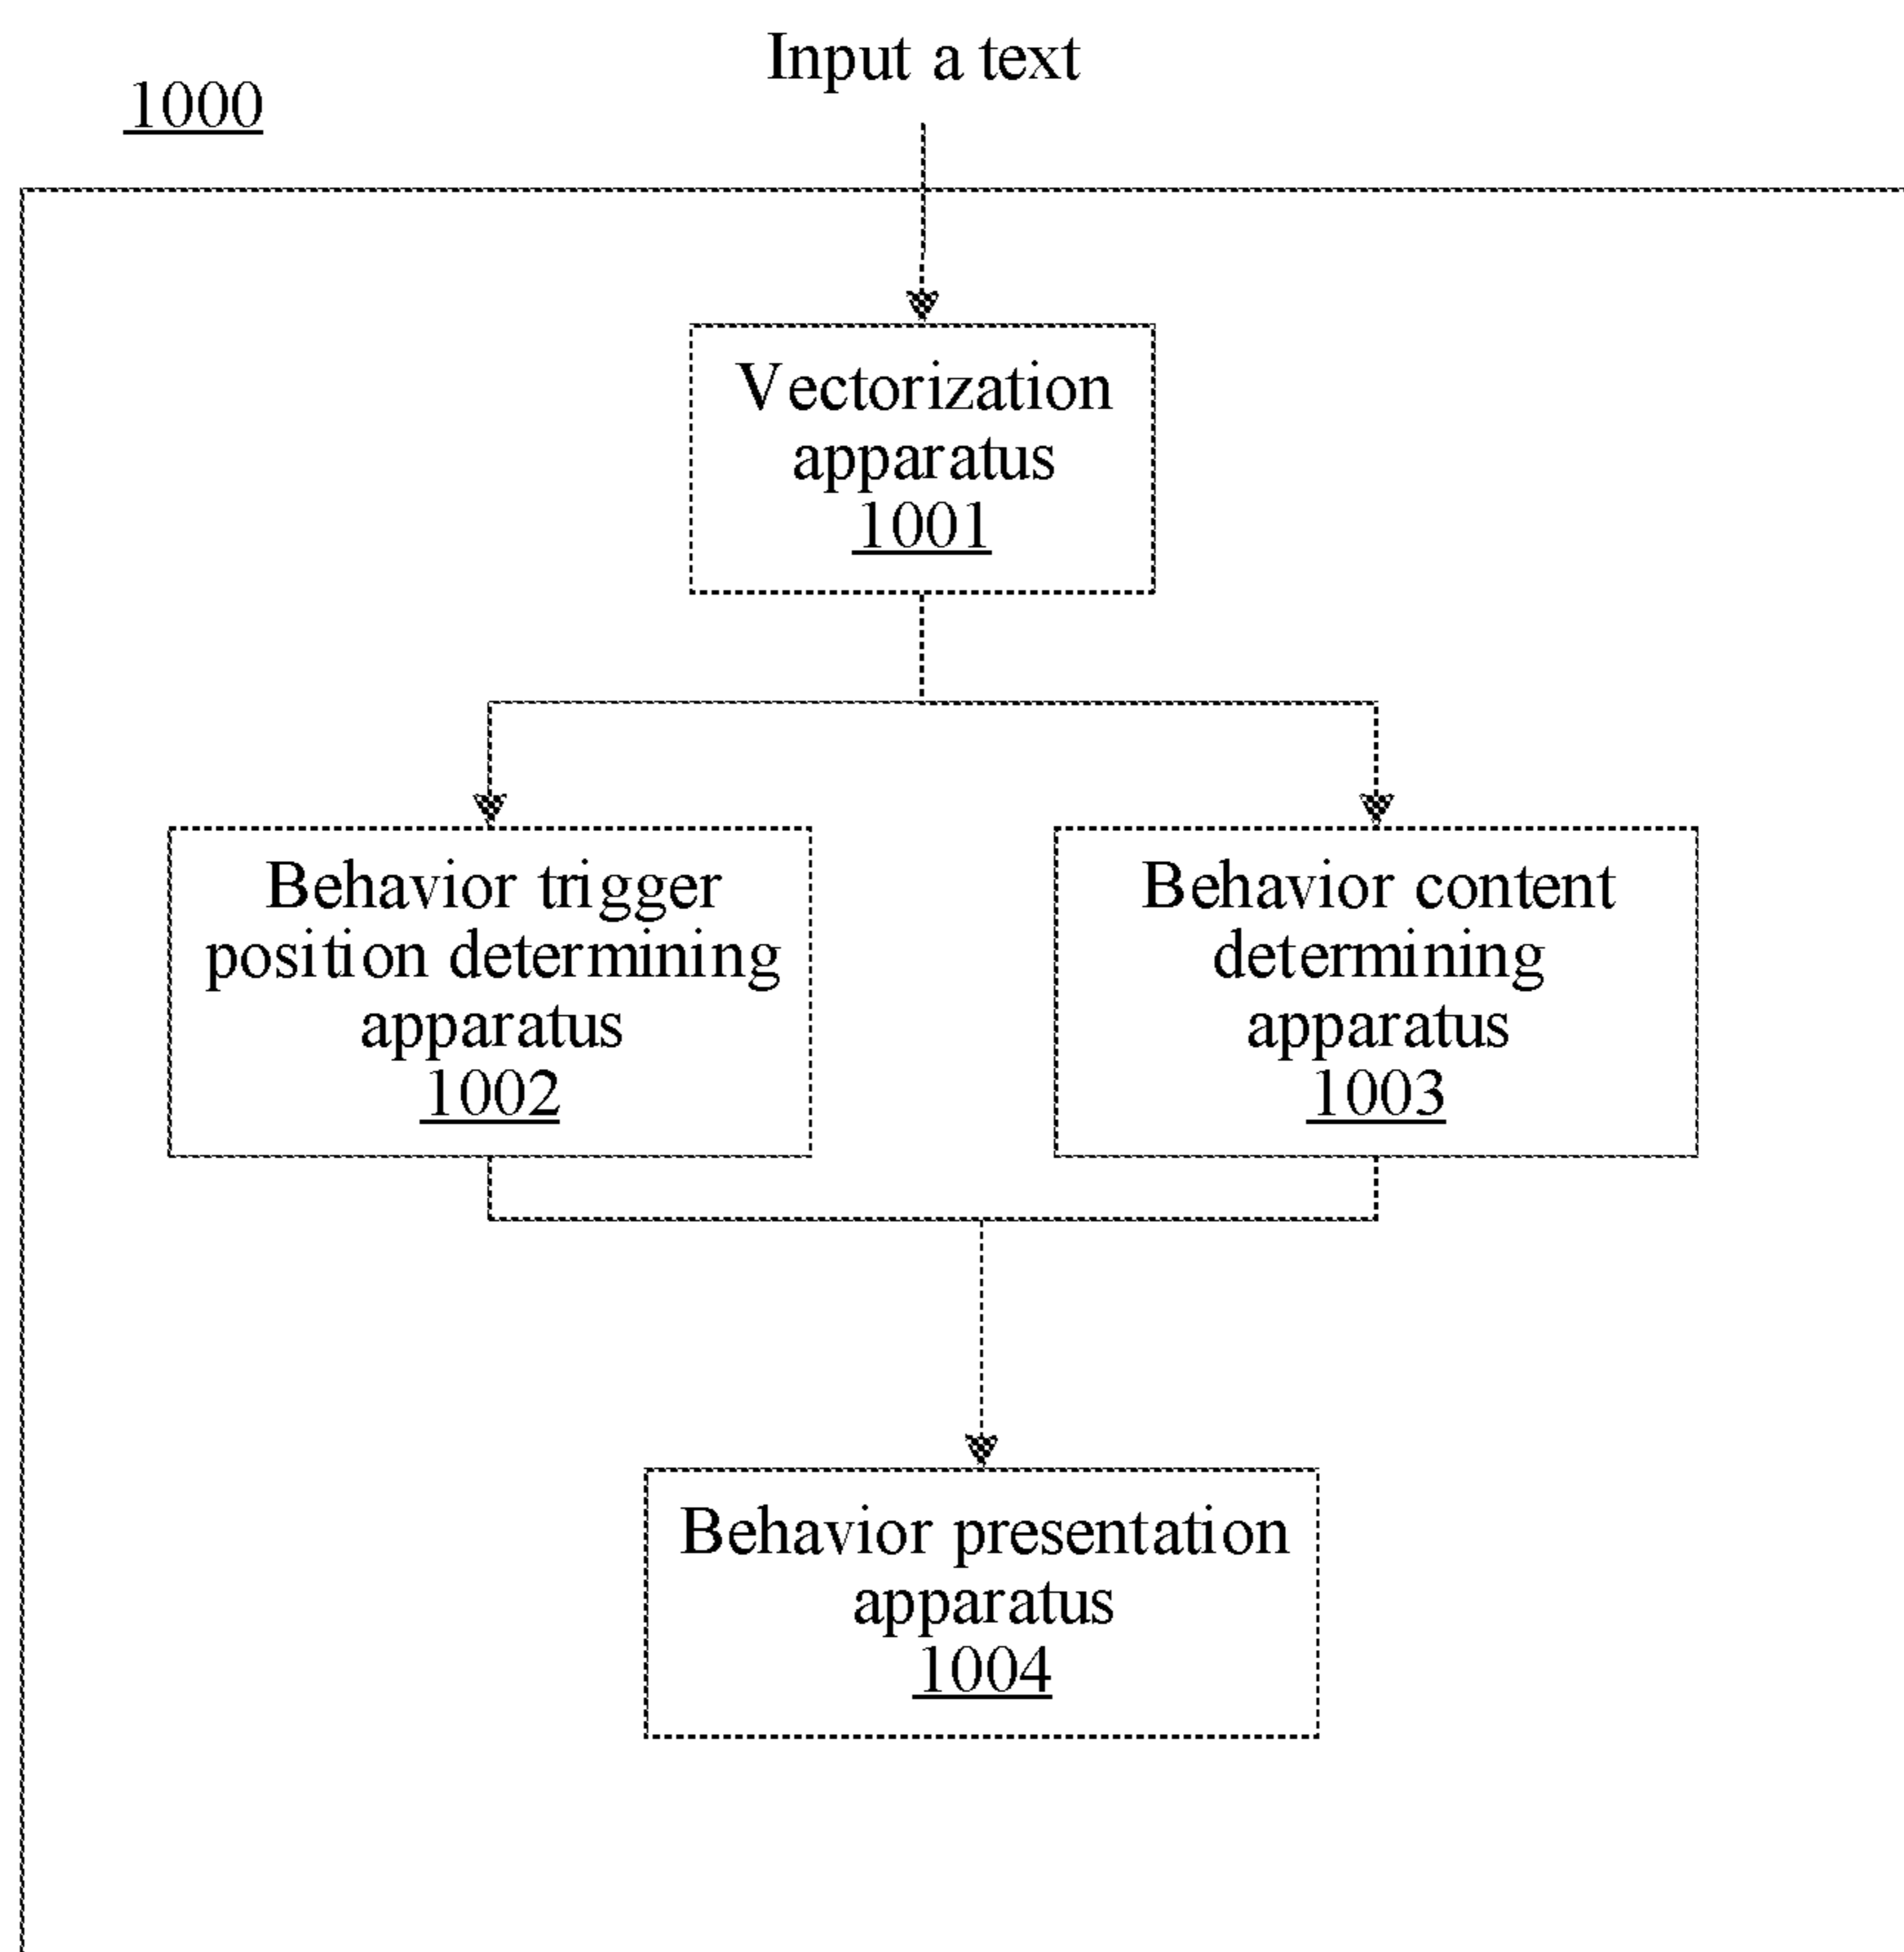 Input a text
1000
Vectorization
apparatus
1001
Behavior trigger
position determining
apparatus
1002
Behavior content
determining
apparatus
1003
Behavior presentation
apparatus
1004